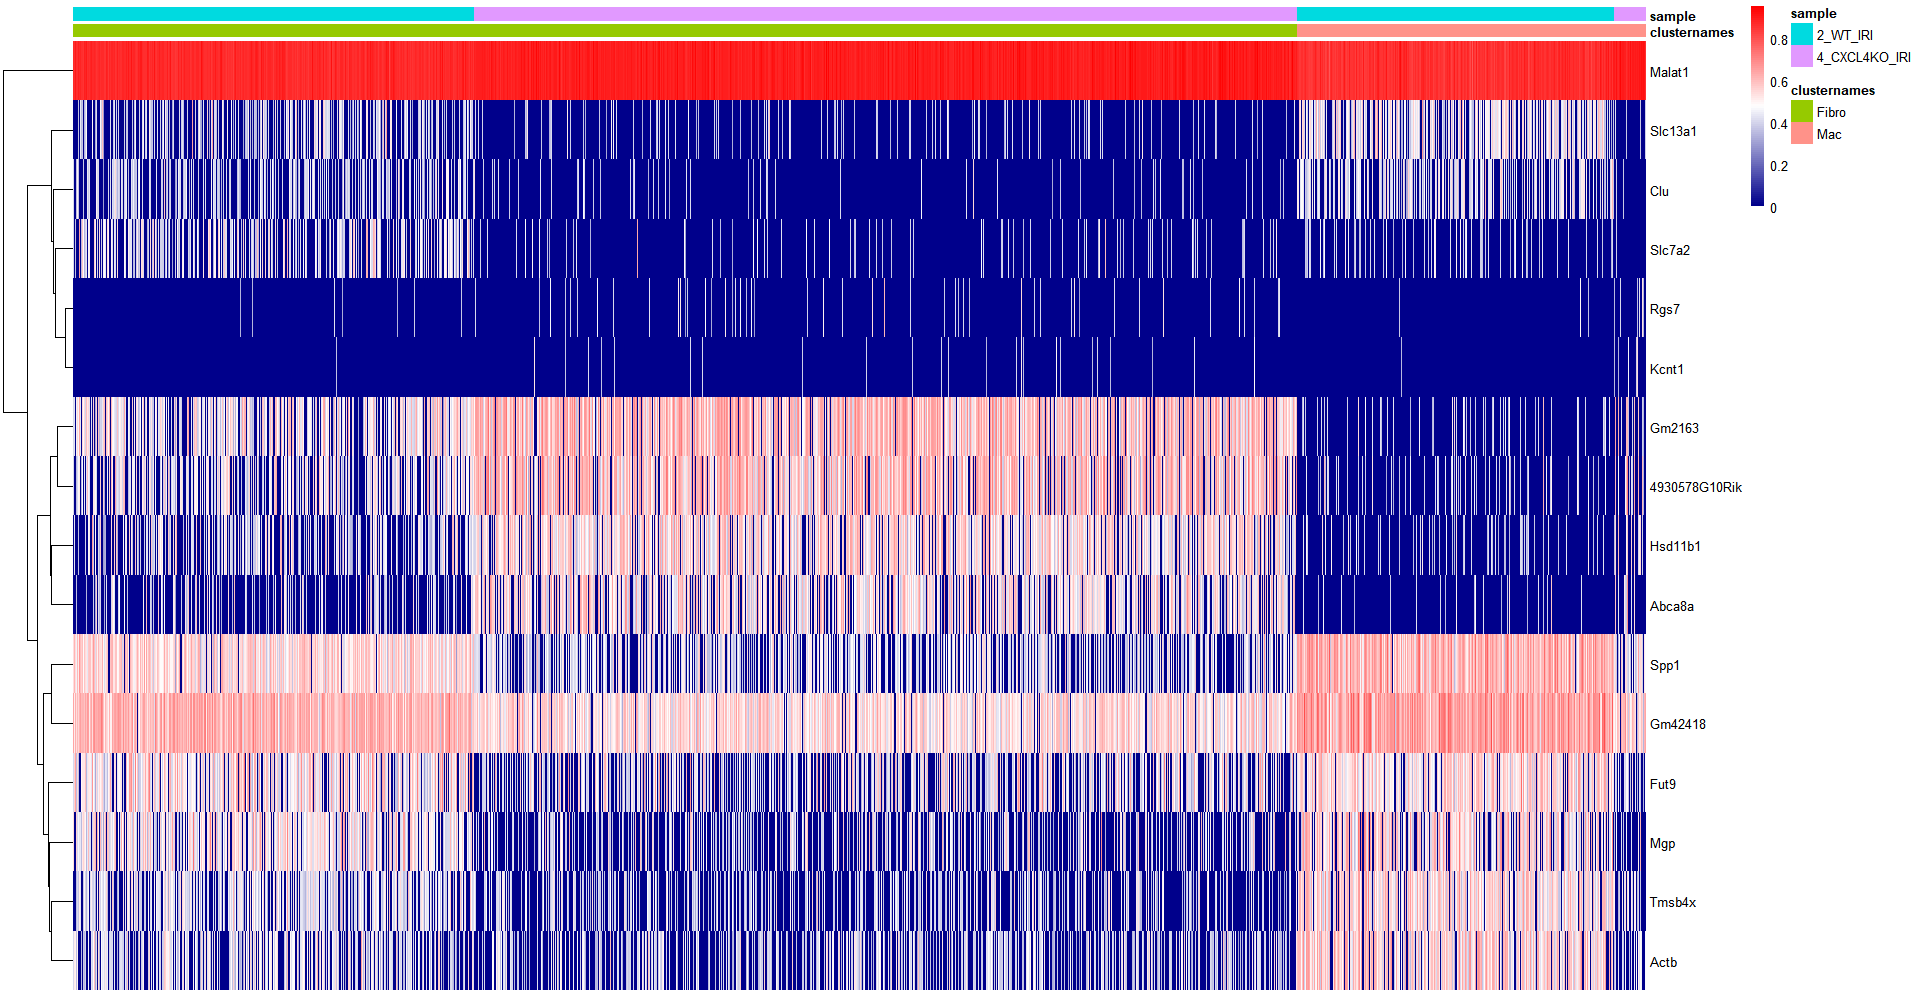 sample
clusternames
Malat1
Slc13a1
Clu
Slc7a2
Rgs7
Kcnt1
Gm2163
4930578G10Rik
Hsd11b1
Abca8a
Spp1
Gm42418
Fut9
Mgp
Tmsb4x
Actb
0.8
0.6
0.4
0.2
0
sample
2_WT_IRI
4_CXCL4KO_IRI
clusternames
Fibro
Mac